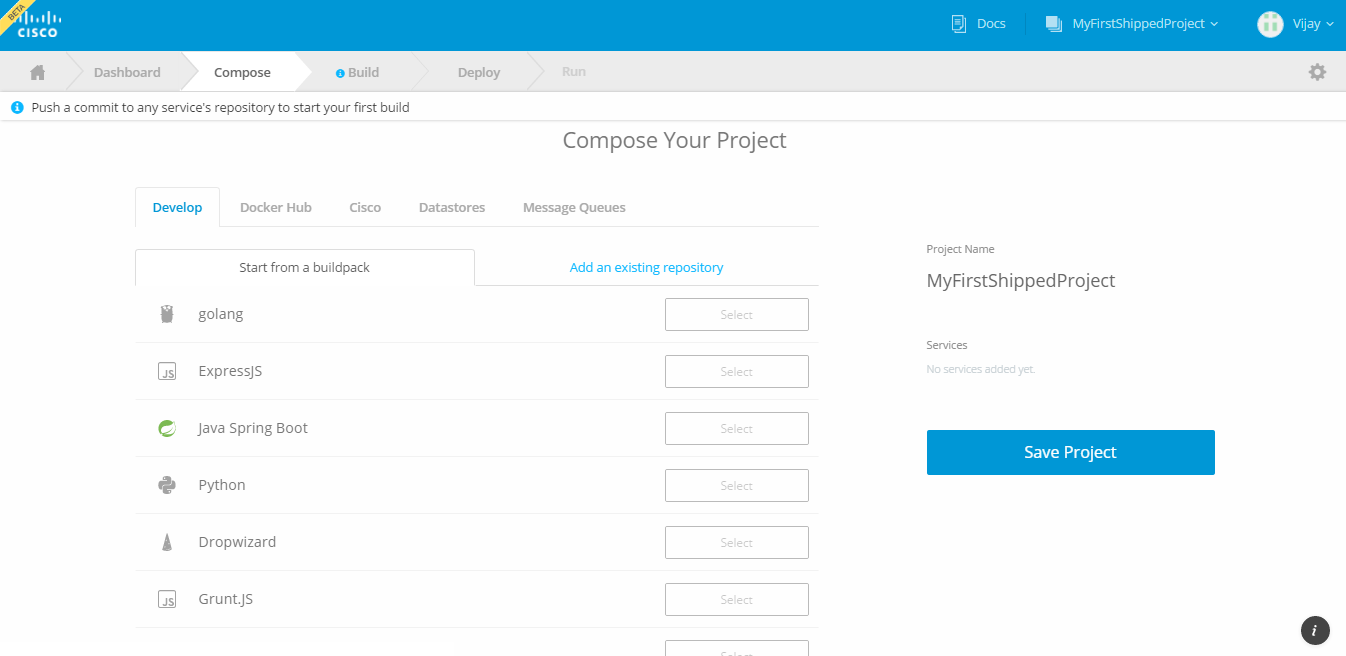 BETA
CISCO
Docs
MyFirstShippedProject
Vijay
Dashboard
Compose
Build
Deploy
Run
Push a commit to any service's repository to start your first build
Compose Your Project
Develop
Docker Hub
Cisco
Datastores
Message Queues
Start from a buildpack
Add an existing repository
golang
Select
ExpressJS
Select
Java Spring Boot
Select
Python
Select
Dropwizard
Select
Grunt.JS
Select
Select
Project Name
MyFirstShippedProject
Services
No services added yet.
Save Project
i